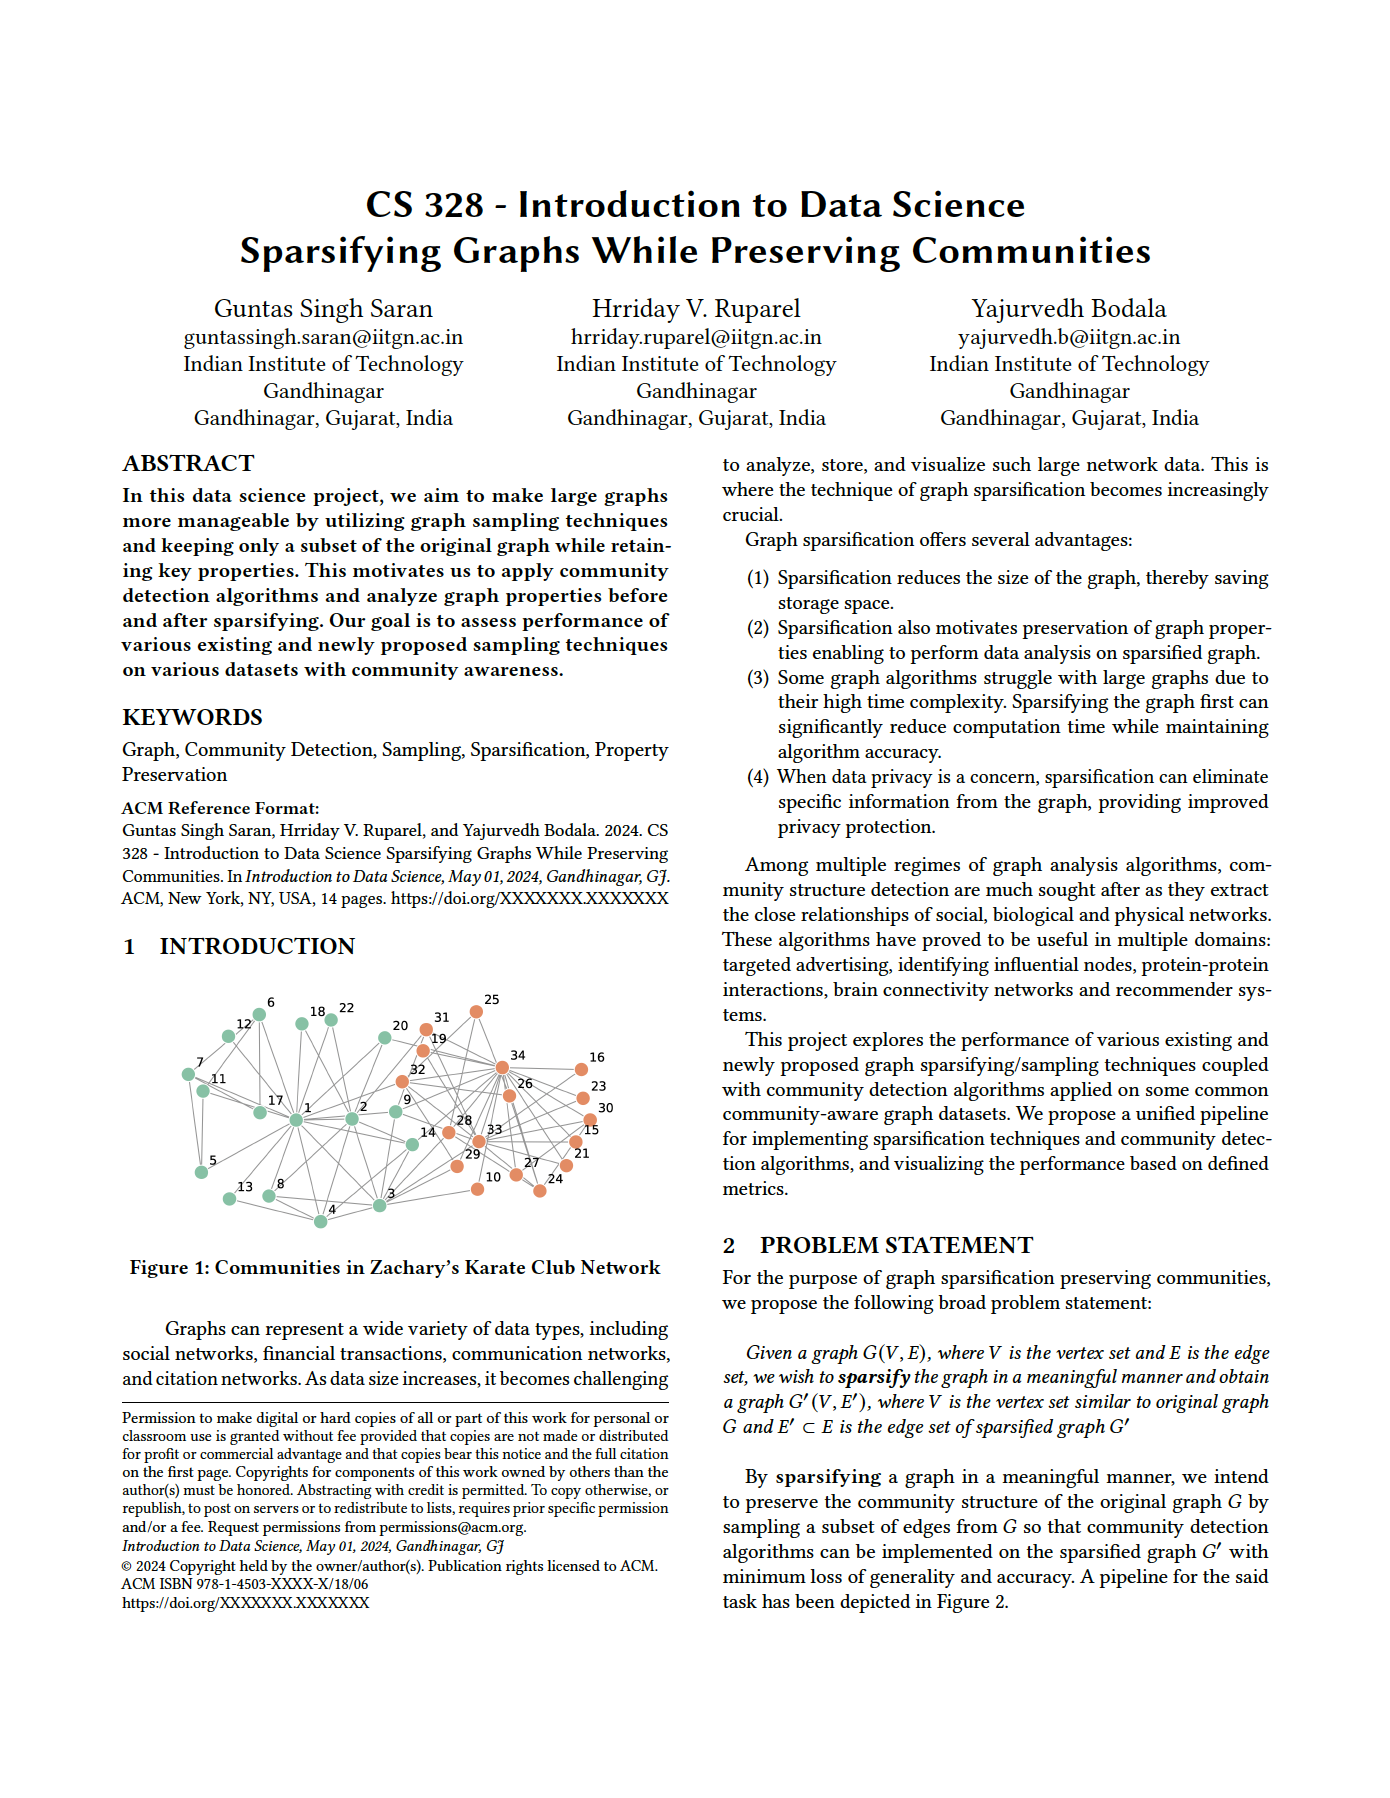 CS 328 - Introduction to Data Science
Sparsifying Graphs While Preserving Communities
Guntas Singh Saran
guntassingh.saran@iitgn.ac.in
Indian Institute of Technology
Gandhinagar
Gandhinagar, Gujarat, India
Hrriday V. Ruparel
hrriday.ruparel@iitgn.ac.in
Indian Institute of Technology
Gandhinagar
Gandhinagar, Gujarat, India
Yajurvedh Bodala
yajurvedh.b@iitgn.ac.in
Indian Institute of Technology
Gandhinagar
Gandhinagar, Gujarat, India
ABSTRACT
In this data science project, we aim to make large graphs
more manageable by utilizing graph sampling techniques
and keeping only a subset of the original graph while retain-
ing key properties. This motivates us to apply community
detection algorithms and analyze graph properties before
and after sparsifying. Our goal is to assess performance of
various existing and newly proposed sampling techniques
on various datasets with community awareness.
KEYWORDS
Graph, Community Detection, Sampling, Sparsification, Property
Preservation
ACM Reference Format:
Guntas Singh Saran, Hrriday V. Ruparel, and Yajurvedh Bodala. 2024. CS
328 - Introduction to Data Science Sparsifying Graphs While Preserving
Communities. In Introduction to Data Science, May 01, 2024, Gandhinagar, GJ.
ACM, New York, NY, USA, 14 pages. https://doi.org/XXXXXXX.XXXXXXX
1 INTRODUCTION
6
18
22
25
12
20
31
19
7
34
16
11
32
26
23
17
1
2
9
30
14
28
33
15
5
29
27
21
13
8
3
10
24
4
Figure 1: Communities in Zachary's Karate Club Network
Graphs can represent a wide variety of data types, including
social networks, financial transactions, communication networks,
and citation networks. As data size increases, it becomes challenging
Permission to make digital or hard copies of all or part of this work for personal or
classroom use is granted without fee provided that copies are not made or distributed
for profit or commercial advantage and that copies bear this notice and the full citation
on the first page. Copyrights for components of this work owned by others than the
author(s) must be honored. Abstracting with credit is permitted. To copy otherwise, or
republish, to post on servers or to redistribute to lists, requires prior specific permission
and/or a fee. Request permissions from permissions@acm.org.
Introduction to Data Science, May 01, 2024, Gandhinagar, GJ
© 2024 Copyright held by the owner/author(s). Publication rights licensed to ACM.
ACM ISBN 978-1-4503-XXXX-X/18/06
https://doi.org/XXXXXXX.XXXXXXX
to analyze, store, and visualize such large network data. This is
where the technique of graph sparsification becomes increasingly
crucial.
Graph sparsification offers several advantages:
(1) Sparsification reduces the size of the graph, thereby saving
storage space.
(2) Sparsification also motivates preservation of graph proper-
ties enabling to perform data analysis on sparsified graph.
(3) Some graph algorithms struggle with large graphs due to
their high time complexity. Sparsifying the graph first can
significantly reduce computation time while maintaining
algorithm accuracy.
(4) When data privacy is a concern, sparsification can eliminate
specific information from the graph, providing improved
privacy protection.
Among multiple regimes of graph analysis algorithms, com-
munity structure detection are much sought after as they extract
the close relationships of social, biological and physical networks.
These algorithms have proved to be useful in multiple domains:
targeted advertising, identifying influential nodes, protein-protein
interactions, brain connectivity networks and recommender sys-
tems.
This project explores the performance of various existing and
newly proposed graph sparsifying/sampling techniques coupled
with community detection algorithms applied on some common
community-aware graph datasets. We propose a unified pipeline
for implementing sparsification techniques and community detec-
tion algorithms, and visualizing the performance based on defined
metrics.
2 PROBLEM STATEMENT
For the purpose of graph sparsification preserving communities,
we propose the following broad problem statement:
Given a graph G(V, E), where V is the vertex set and E is the edge
set, we wish to sparsify the graph in a meaningful manner and obtain
a graph G′(V, E′), where V is the vertex set similar to original graph
G and E′ ⊂ E is the edge set of sparsified graph G′
By sparsifying a graph in a meaningful manner, we intend
to preserve the community structure of the original graph G by
sampling a subset of edges from G so that community detection
algorithms can be implemented on the sparsified graph G′ with
minimum loss of generality and accuracy. A pipeline for the said
task has been depicted in Figure 2.